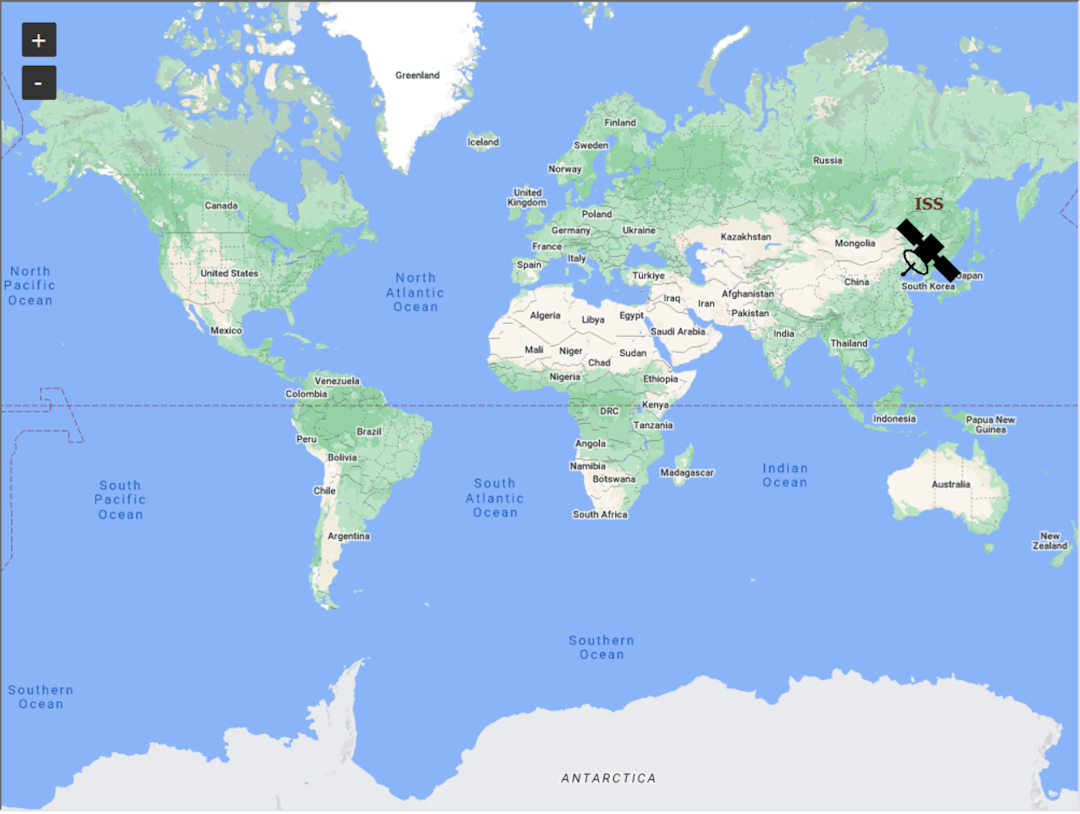 +
-
Greenland
Iceland
Finland
Sweden
Norway
Russia
United
Kingdom
Canada
ISS
Poland
Germany
Ukraine
Kazakhstan
Mongolia
France
Italy
Spain
North
Pacific
Ocean
United States
North
Atlantic
Ocean
Türkiye
China
Japan
South Korea
Iraq
Iran
Afghanistan
Pakistan
Mexico
Algeria
Libya
Egypt
Saudi Arabia
India
Thailand
Mali
Niger
Chad
Sudan
Nigeria
Ethiopia
Venezuela
Colombia
DRC
Kenya
Indonesia
Papua New
Guinea
Peru
Brazil
Tanzania
Angola
Bolivia
Namibia
Botswana
Madagascar
Indian
Ocean
Chile
South
Pacific
Ocean
South
Atlantic
Ocean
Australia
South Africa
Argentina
New
Zealand
Southern
Ocean
Southern
Ocean
ANTARCTICA